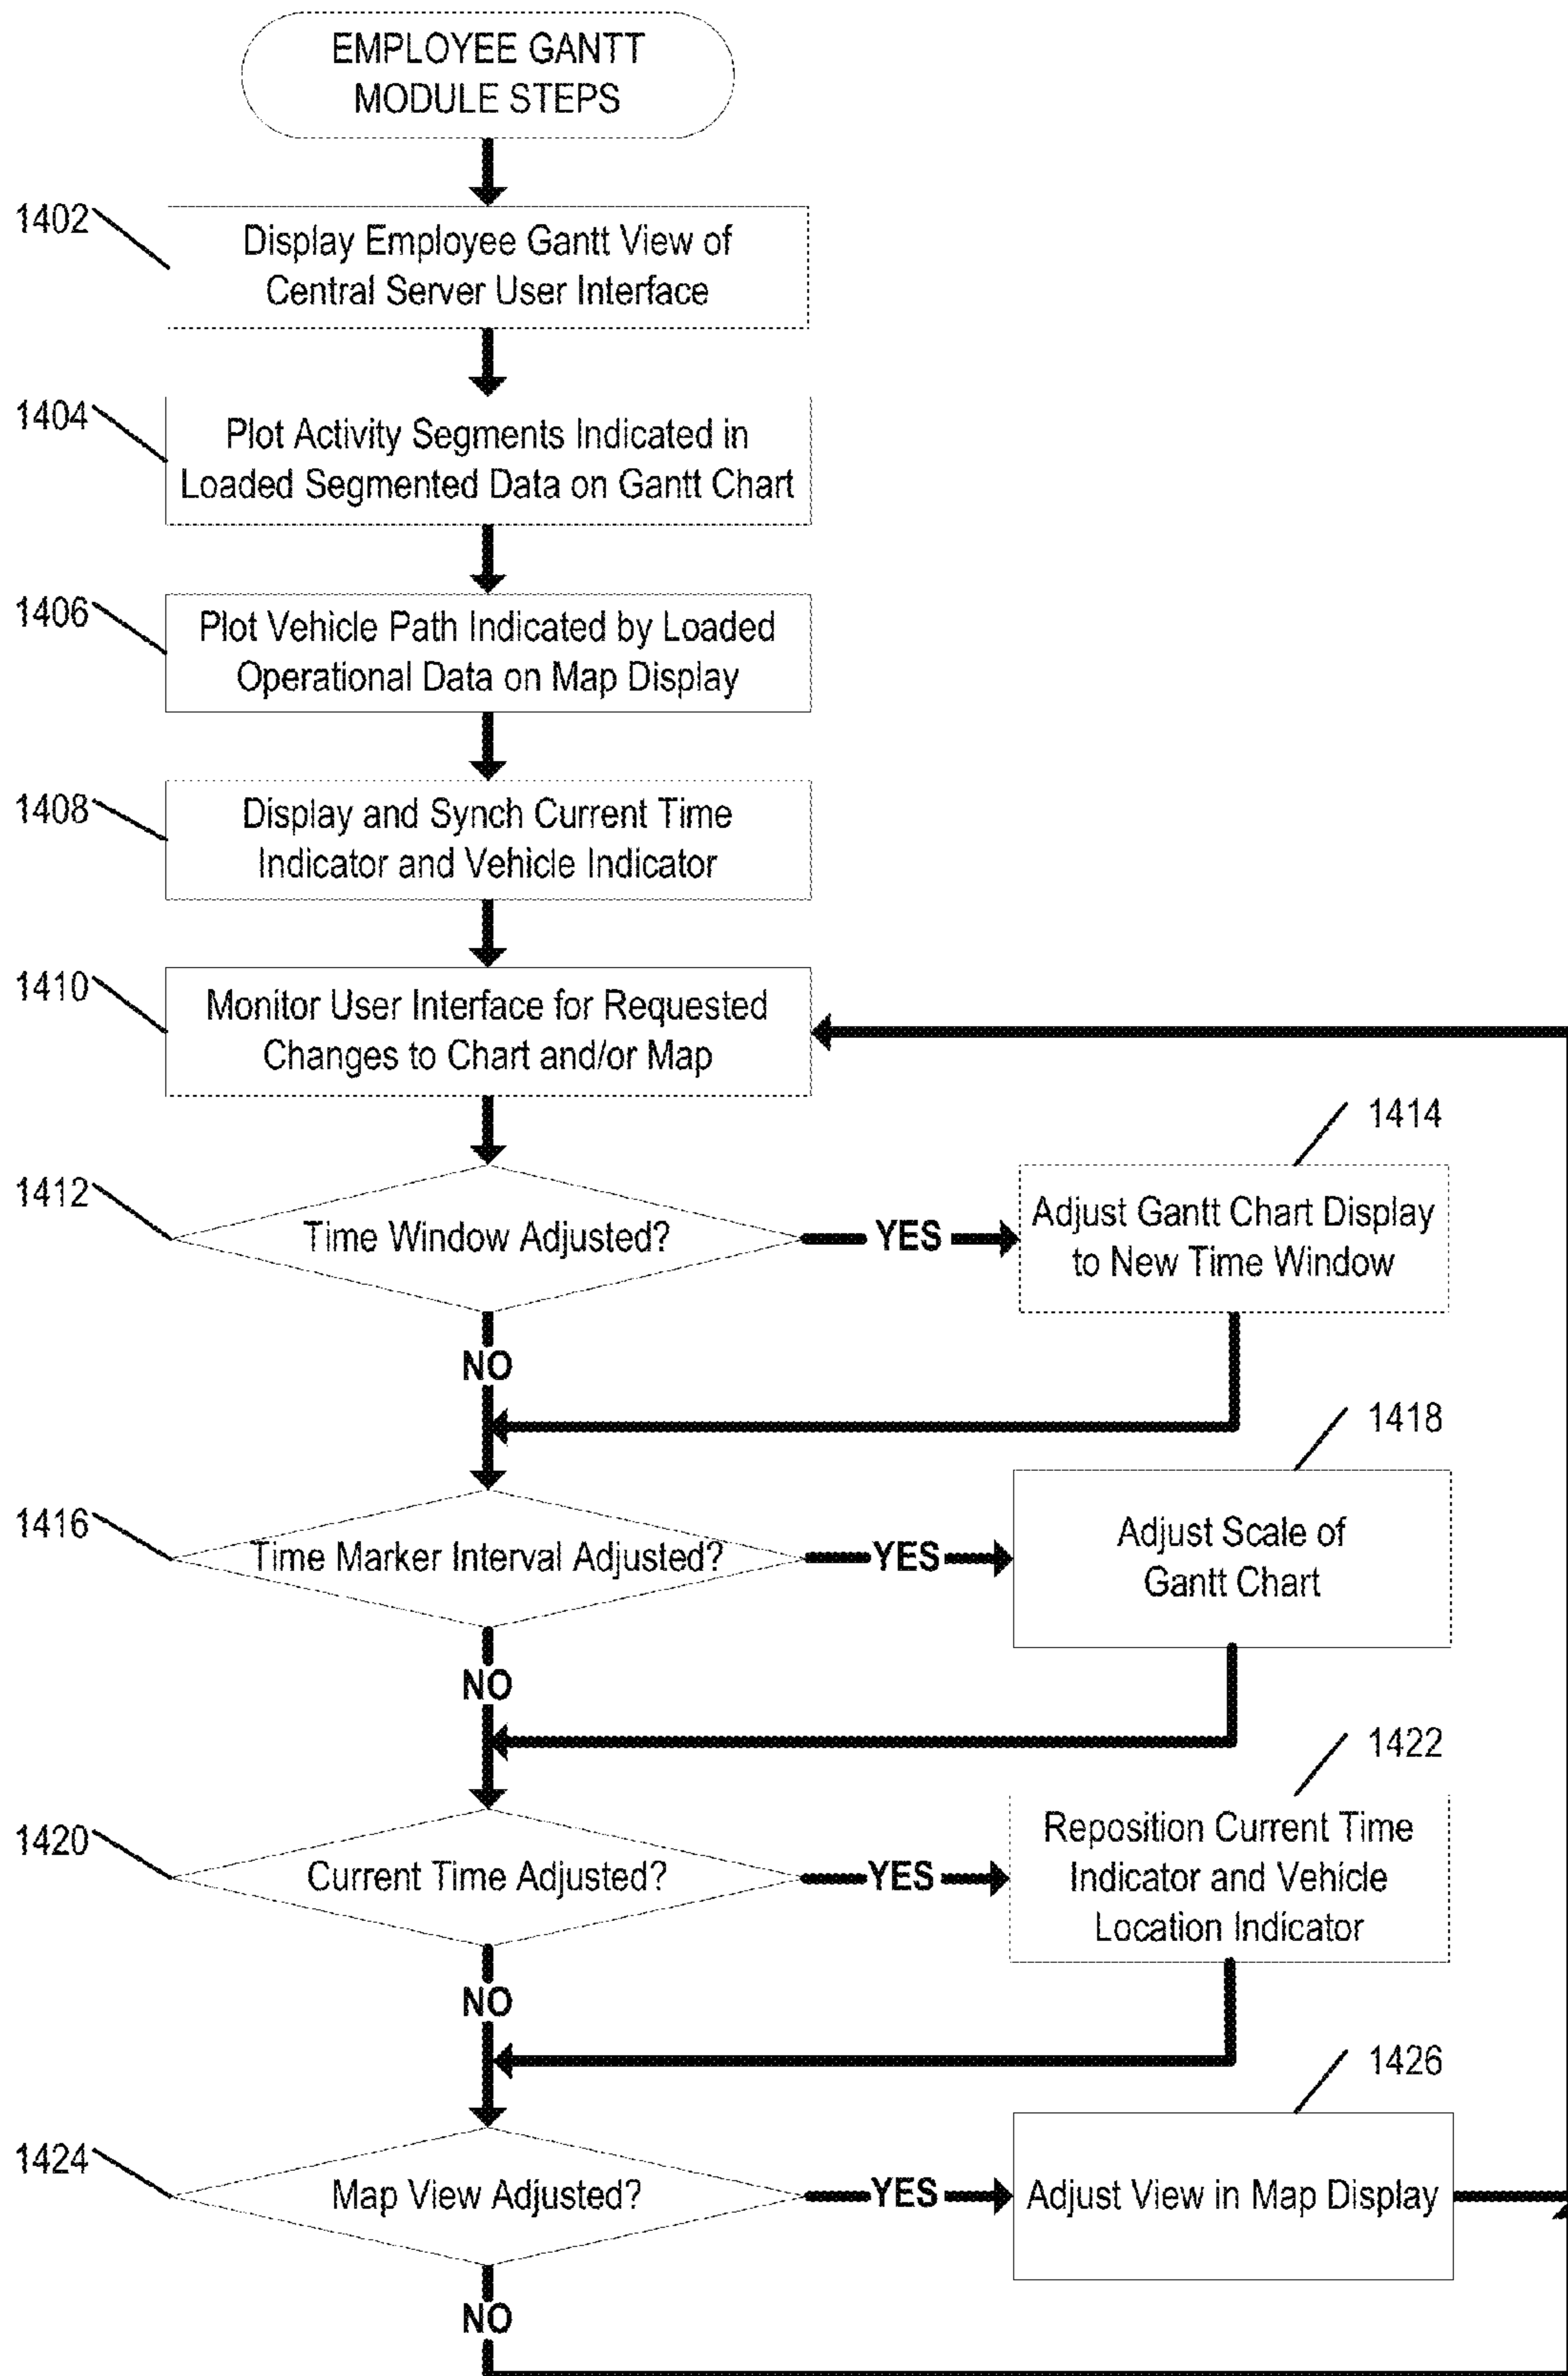 EMPLOYEE GANTT
MODULE STEPS
1402
Display Employee Gantt View of
Central Server User Interface
1404
Plot Activity Segments Indicated in
Loaded Segmented Data on Gantt Chart
1406
Plot Vehicle Path Indicated by Loaded
Operational Data on Map Display
1408
Display and Synch Current Time
Indicator and Vehicle Indicator
1410
Monitor User Interface for Requested
Changes to Chart and/or Map
1412
Time Window Adjusted?
YES
1414
Adjust Gantt Chart Display
to New Time Window
NO
1416
Time Marker Interval Adjusted?
YES
1418
Adjust Scale of
Gantt Chart
NO
1420
Current Time Adjusted?
YES
1422
Reposition Current Time
Indicator and Vehicle
Location Indicator
NO
1424
Map View Adjusted?
YES
1426
Adjust View in Map Display
NO